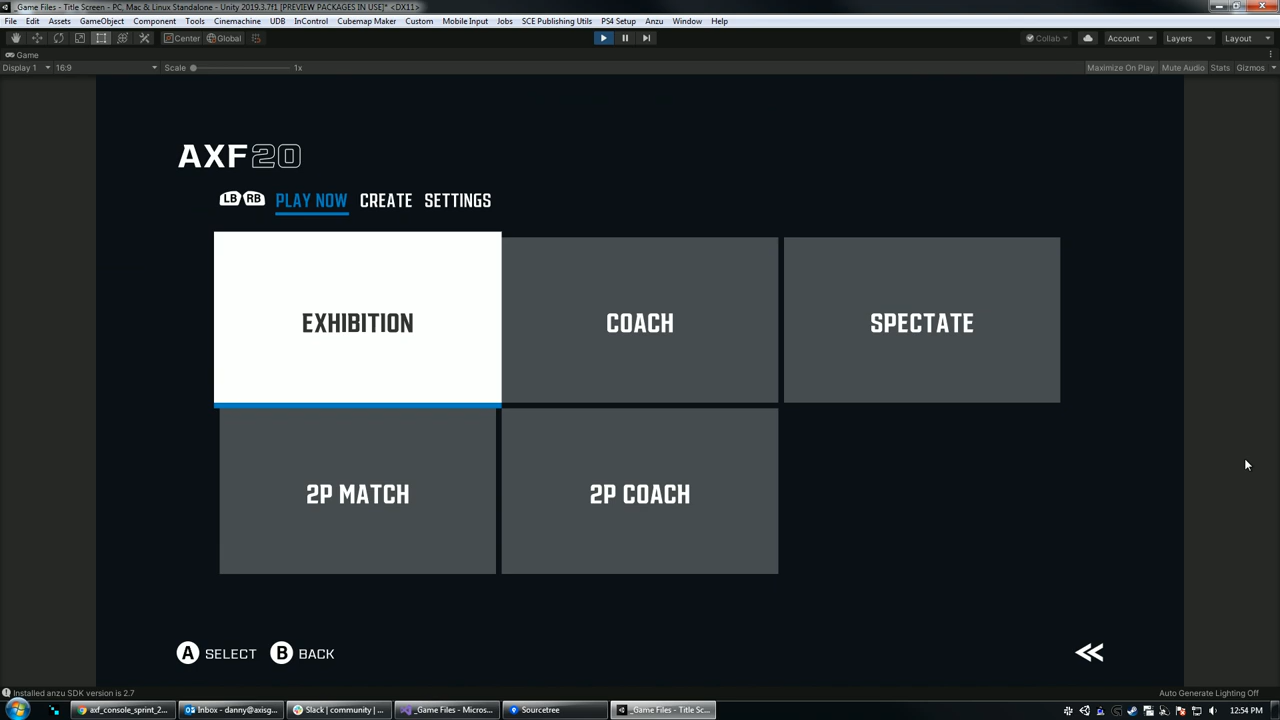 _Game Files - Title Screen - PC, Mac & Linux Standalone - Unity 2019.3.7f1 [PREVIEW PACKAGES IN USE]* <DX11>
File Edit Assets GameObject Component Tools Cinemachine UDB InControl Cubemap Maker Custom Mobile Input Jobs SCE Publishing Utils PS4 Setup Anzu Window Help
Center Global Collab Account Layers Layout
Game
Display 1 16:9 Scale 1x Maximize On Play Mute Audio Stats Gizmos
AXF20
LB RB PLAY NOW CREATE SETTINGS
EXHIBITION COACH SPECTATE
2P MATCH 2P COACH
A SELECT B BACK
Installed anzu SDK version is 2.7 Auto Generate Lighting Off
axf_console_sprint_2... Inbox - danny@axisg... Slack | community | ... _Game Files - Micros... Sourcetree _Game Files - Title Sc... 12:54 PM